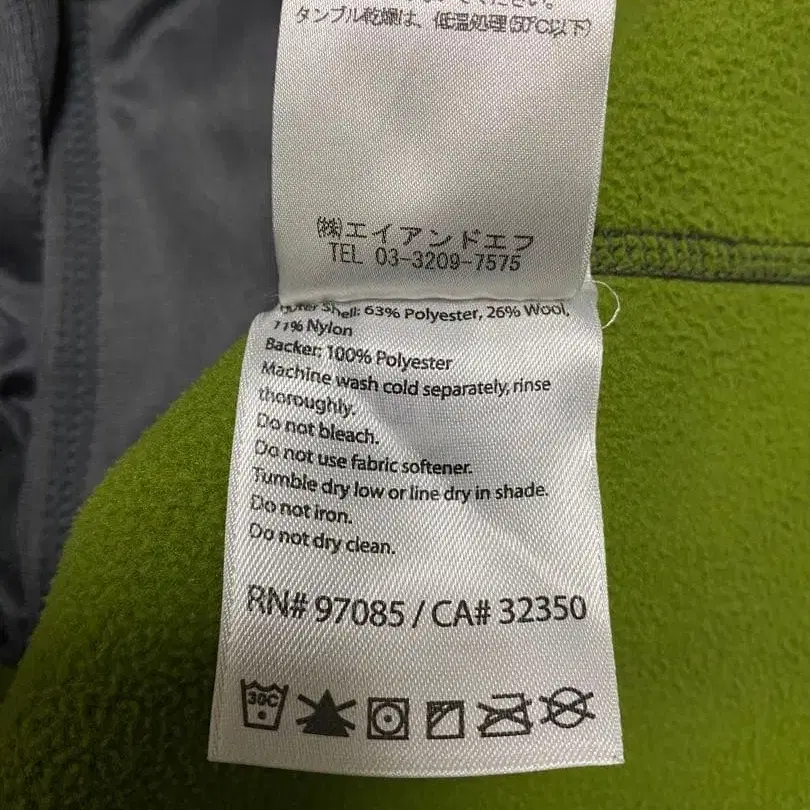 タンブル乾燥は、低温処理(50℃以下)
㈱エイアンドエフ
TEL 03-3209-7575
Outer Shell: 63% Polyester, 26% Wool,
11% Nylon
Backer: 100% Polyester
Machine wash cold separately, rinse
thoroughly.
Do not bleach.
Do not use fabric softener.
Tumble dry low or line dry in shade.
Do not iron.
Do not dry clean.
RN# 97085 / CA# 32350
30C